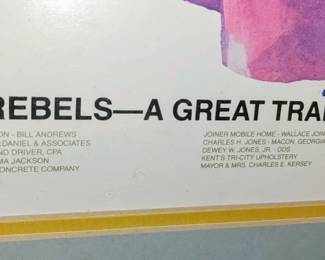 REBELS—A GREAT TRA
ON - BILL ANDREWS
DANIEL & ASSOCIATES
ND DRIVER, CPA
MA JACKSON
ONCRETE COMPANY
JOINER MOBILE HOME - WALLACE JOIN
CHARLES H. JONES - MACON, GEORGIA
DEWEY W. JONES, JR. - DDS
KENT'S TRI-CITY UPHOLSTERY
MAYOR & MRS. CHARLES E. KERSEY